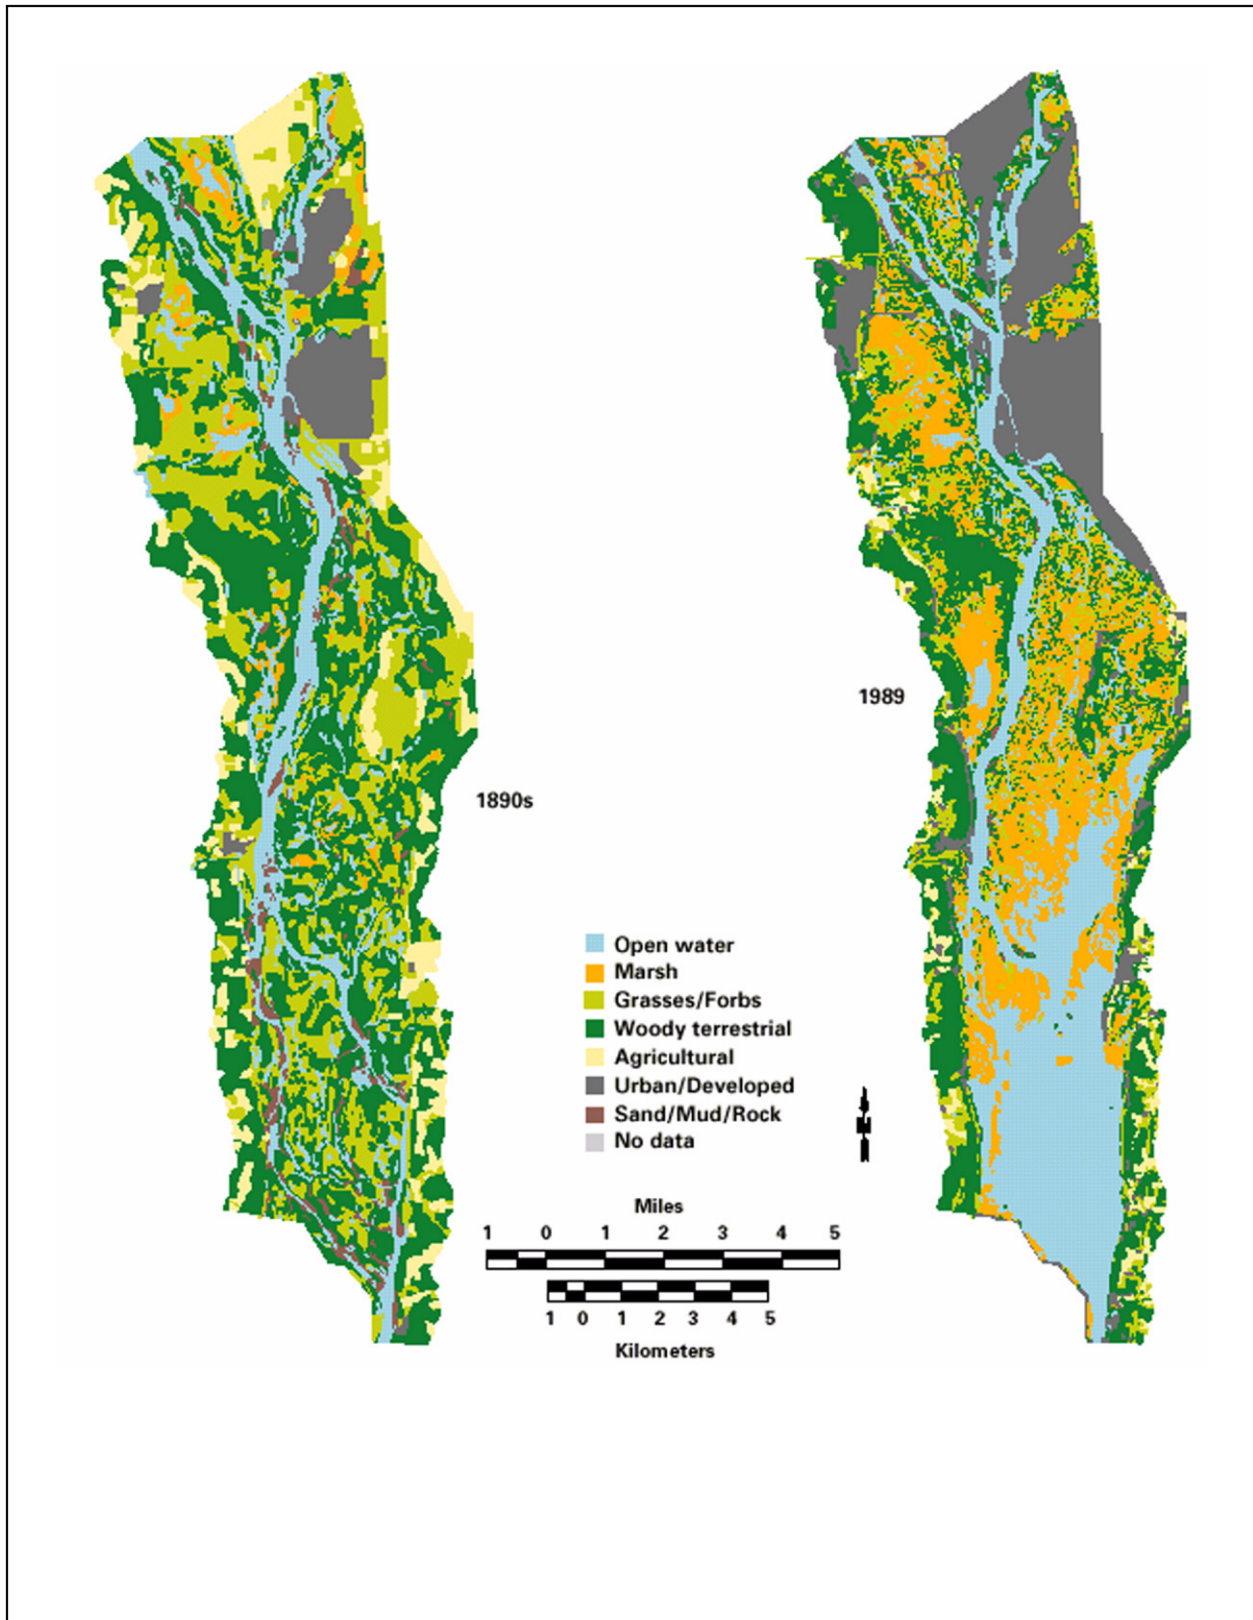 1989
1890s
Open water
Marsh
Grasses/Forbs
Woody terrestrial
Agricultural
Urban/Developed
Sand/Mud/Rock
No data
Miles
1 0 1 2 3 4 5
1 0 1 2 3 4 5
Kilometers